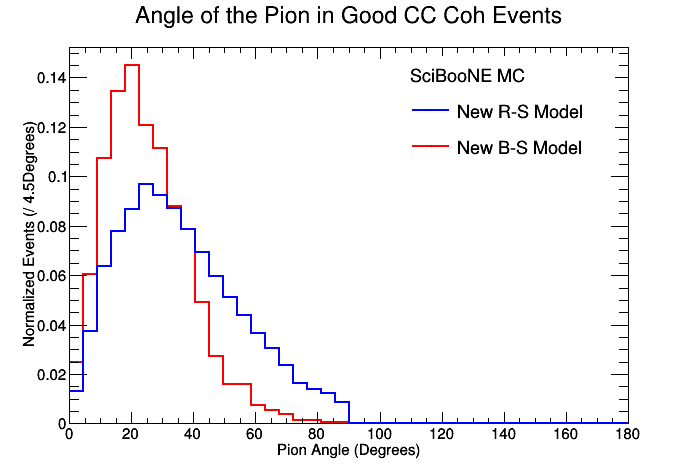 Angle of the Pion in Good CC Coh Events
SciBooNE MC
New R-S Model
New B-S Model
Normalized Events (/ 4.5Degrees)
0.14
0.12
0.1
0.08
0.06
0.04
0.02
0
0 20 40 60 80 100 120 140 160 180
Pion Angle (Degrees)